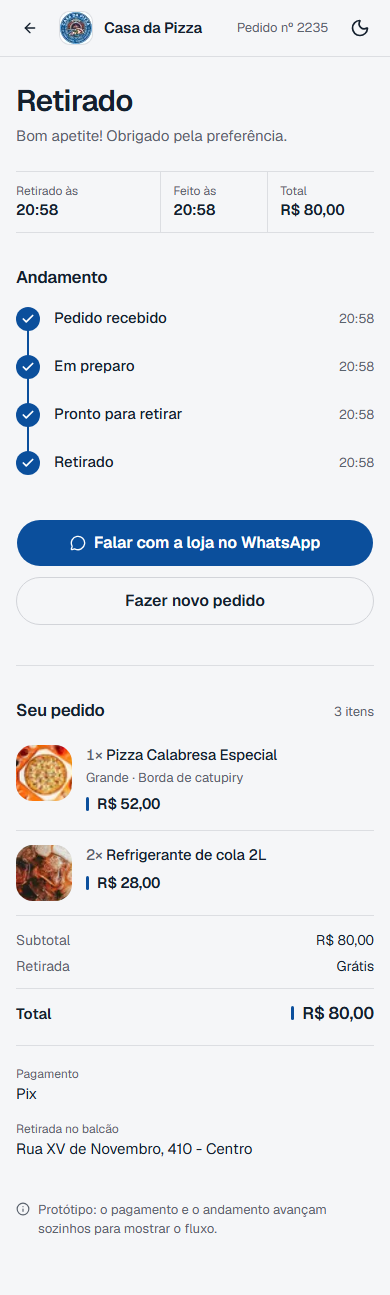 Casa da Pizza
Pedido nº 2235
Retirado
Bom apetite! Obrigado pela preferência.
Retirado às
20:58
Feito às
20:58
Total
R$ 80,00
Andamento
Pedido recebido 20:58
Em preparo 20:58
Pronto para retirar 20:58
Retirado 20:58
Falar com a loja no WhatsApp
Fazer novo pedido
Seu pedido 3 itens
1× Pizza Calabresa Especial
Grande · Borda de catupiry
R$ 52,00
2× Refrigerante de cola 2L
R$ 28,00
Subtotal R$ 80,00
Retirada Grátis
Total R$ 80,00
Pagamento
Pix
Retirada no balcão
Rua XV de Novembro, 410 - Centro
Protótipo: o pagamento e o andamento avançam
sozinhos para mostrar o fluxo.